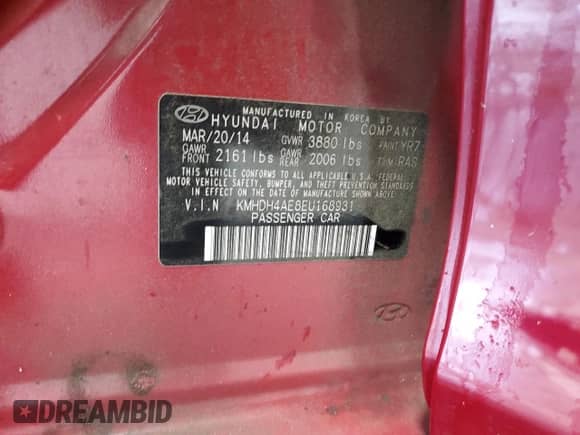 MANUFACTURED IN KOREA BY
HYUNDAI MOTOR COMPANY
MAR/20/14 GVWR 3880 lbs PAINT YR7
GAWR FRONT 2161 lbs GAWR REAR 2006 lbs TRIM RAS
THIS VEHICLE CONFORMS TO ALL APPLICABLE U.S.A. FEDERAL
MOTOR VEHICLE SAFETY, BUMPER, AND THEFT PREVENTION STANDARDS
IN EFFECT ON THE DATE OF MANUFACTURE SHOWN ABOVE.
V.I.N KMHDH4AE8EU168931
PASSENGER CAR
DREAMBID